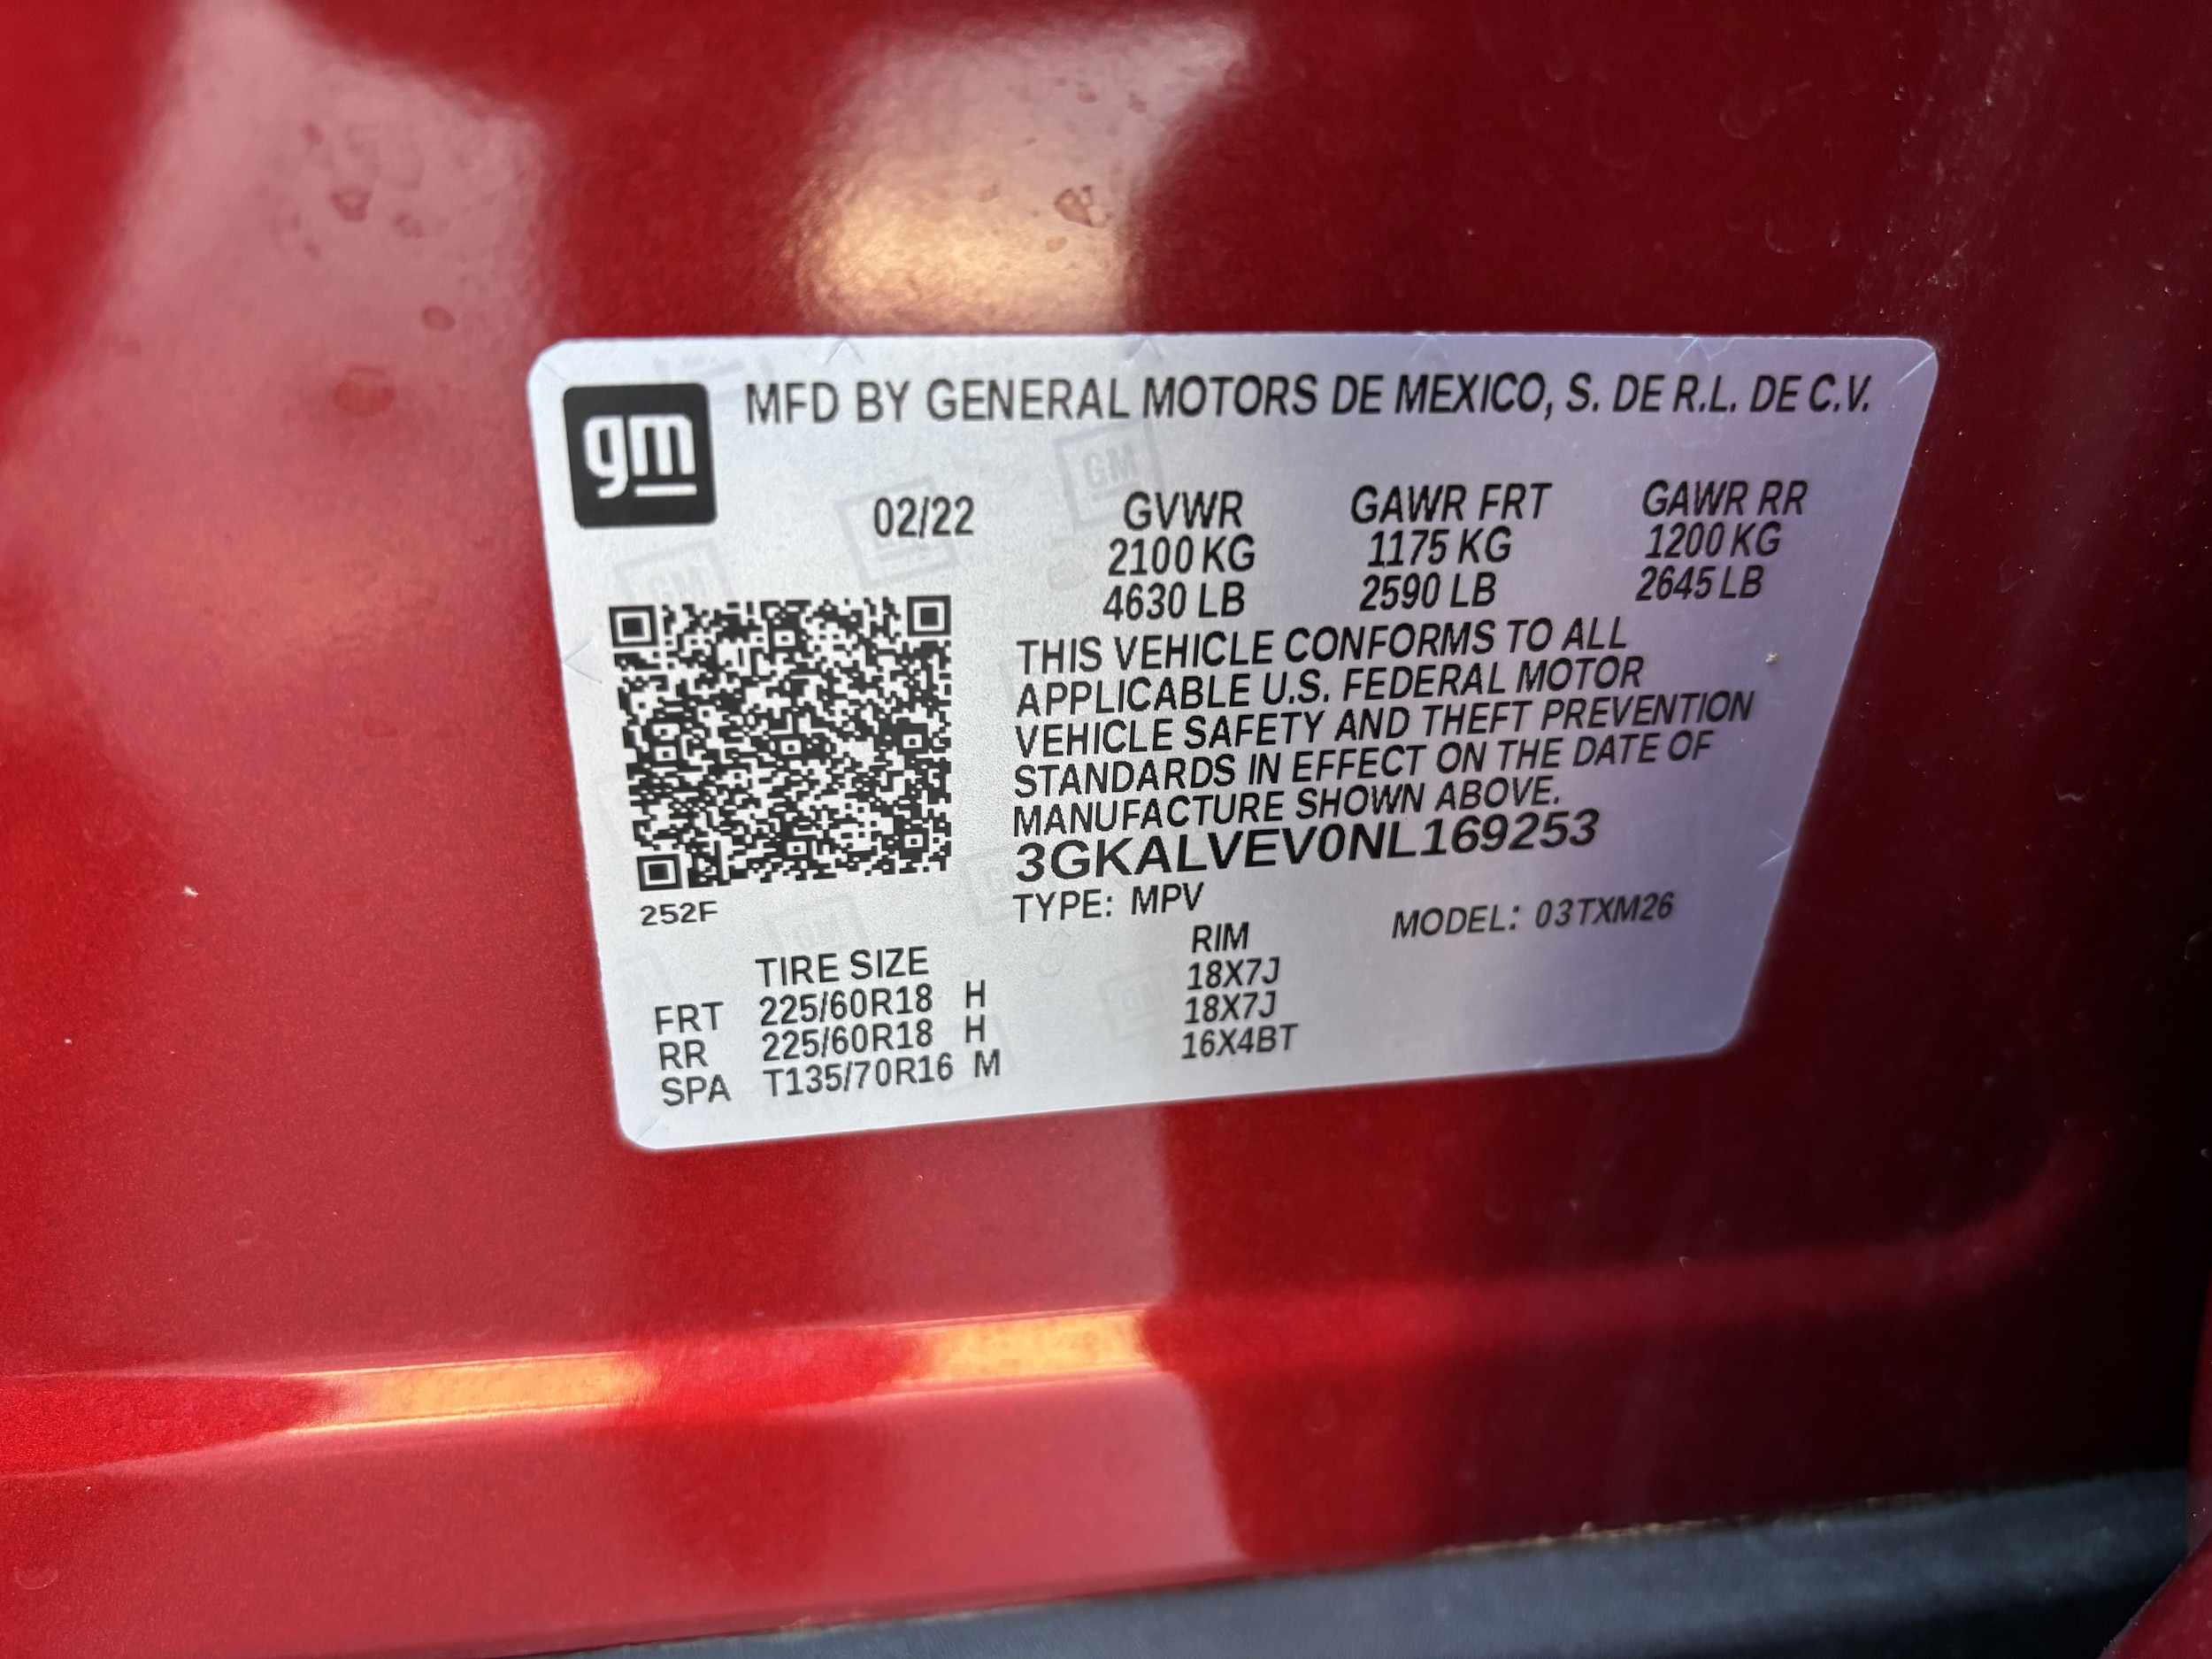 gm
MFD BY GENERAL MOTORS DE MEXICO, S. DE R.L. DE C.V.
02/22 GVWR GAWR FRT GAWR RR
2100 KG 1175 KG 1200 KG
4630 LB 2590 LB 2645 LB
THIS VEHICLE CONFORMS TO ALL
APPLICABLE U.S. FEDERAL MOTOR
VEHICLE SAFETY AND THEFT PREVENTION
STANDARDS IN EFFECT ON THE DATE OF
MANUFACTURE SHOWN ABOVE.
3GKALVEV0NL169253
252F
TYPE: MPV MODEL: 03TXM26
TIRE SIZE RIM
FRT 225/60R18 H 18X7J
RR 225/60R18 H 18X7J
SPA T135/70R16 M 16X4BT